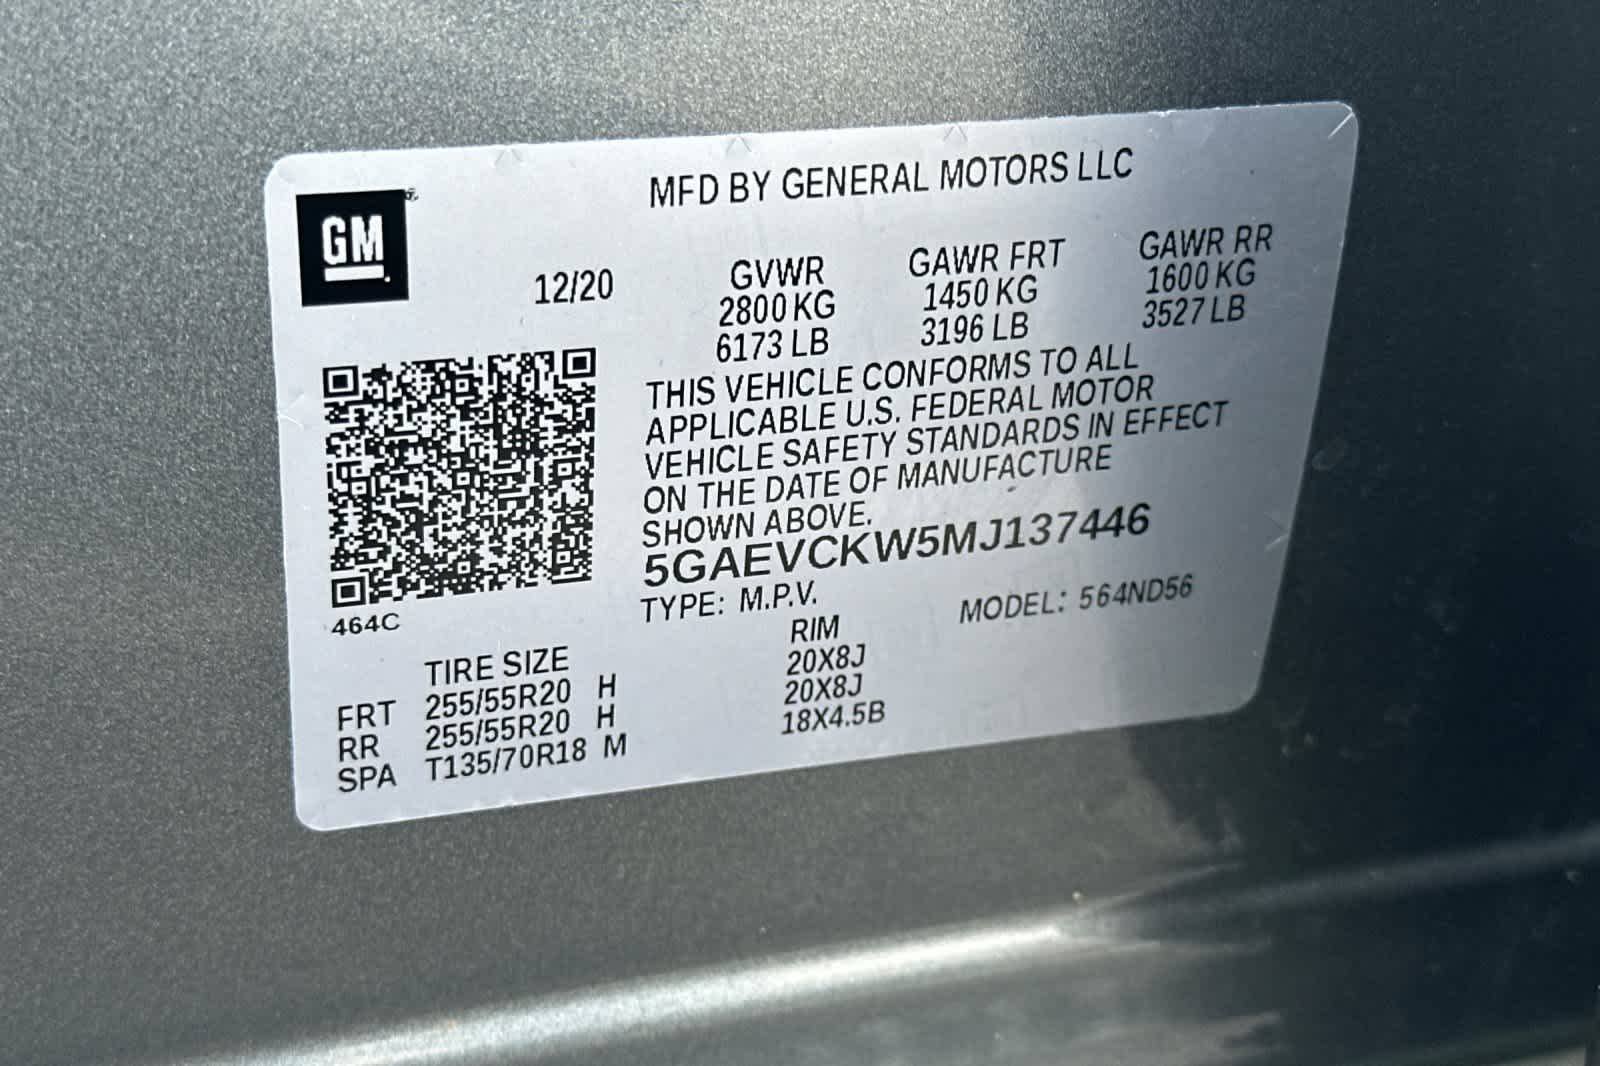 MFD BY GENERAL MOTORS LLC
GM
12/20
GVWR GAWR FRT GAWR RR
2800 KG 1450 KG 1600 KG
6173 LB 3196 LB 3527 LB
THIS VEHICLE CONFORMS TO ALL
APPLICABLE U.S. FEDERAL MOTOR
VEHICLE SAFETY STANDARDS IN EFFECT
ON THE DATE OF MANUFACTURE
SHOWN ABOVE.
5GAEVCKW5MJ137446
TYPE: M.P.V. MODEL: 564ND56
464C
TIRE SIZE RIM
FRT 255/55R20 H 20X8J
RR 255/55R20 H 20X8J
SPA T135/70R18 M 18X4.5B